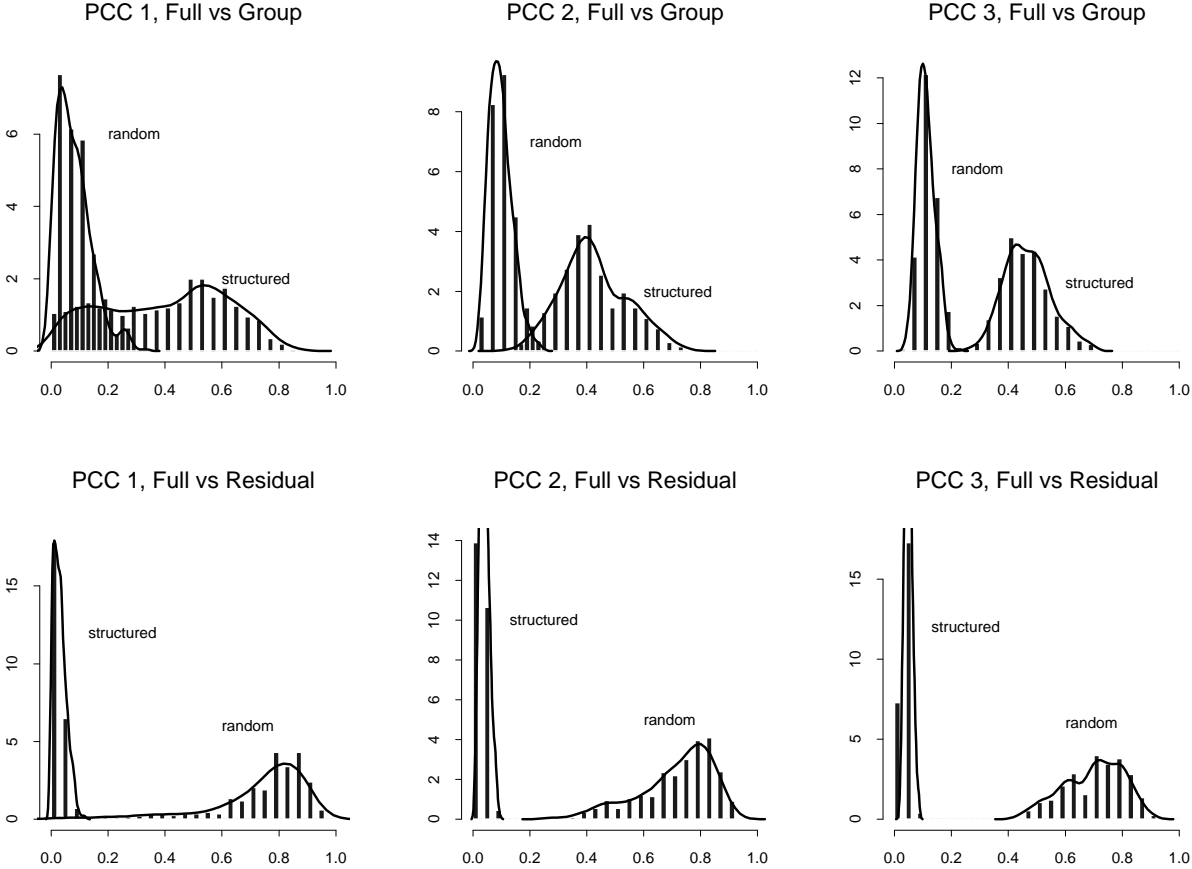 PCC 1, Full vs Group
0
2
4
6
0.0 0.2 0.4 0.6 0.8 1.0
random
structured
PCC 2, Full vs Group
0
2
4
6
8
0.0 0.2 0.4 0.6 0.8 1.0
random
structured
PCC 3, Full vs Group
0
2
4
6
8
10
12
0.0 0.2 0.4 0.6 0.8 1.0
random
structured
PCC 1, Full vs Residual
0
5
10
15
0.0 0.2 0.4 0.6 0.8 1.0
structured
random
PCC 2, Full vs Residual
0
2
4
6
8
10
12
14
0.0 0.2 0.4 0.6 0.8 1.0
structured
random
PCC 3, Full vs Residual
0
5
10
15
0.0 0.2 0.4 0.6 0.8 1.0
structured
random